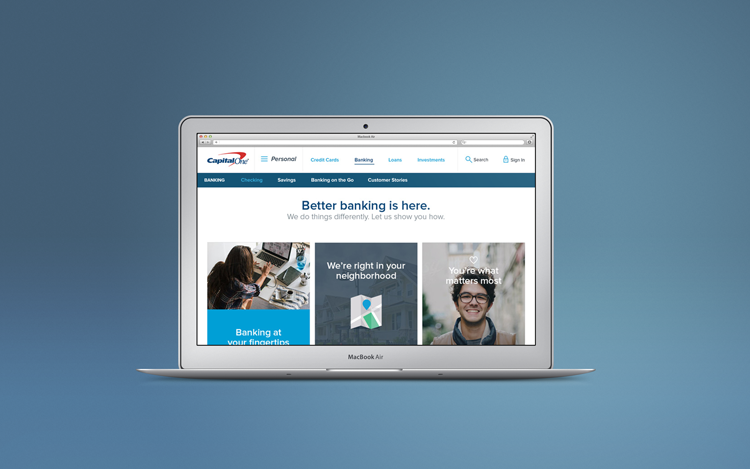 Macbook Air
Capital One Personal Credit Cards Banking Loans Investments Search Sign In
BANKING Checking Savings Banking on the Go Customer Stories
Better banking is here.
We do things differently. Let us show you how.
We're right in your
neighborhood
You're what
matters most
Banking at
your fingertips
MacBook Air